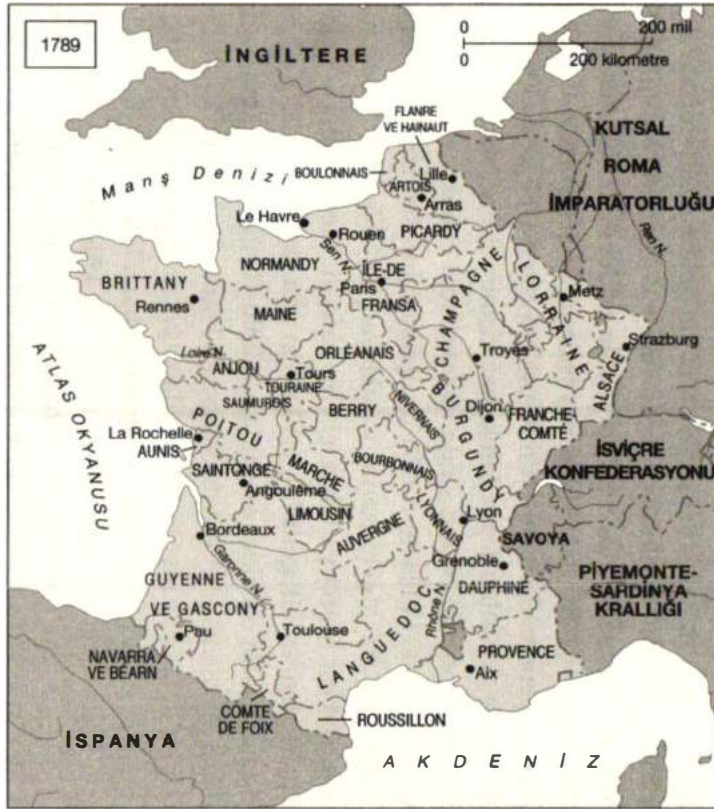 1789
0 200 mil
0 200 kilometre
İNGİLTERE
FLANRE
VE HAINAUT
KUTSAL
ROMA
İMPARATORLUĞU
Ren N.
Manş Denizi
BOULONNAIS
Lille
ARTOIS
Arras
Le Havre
Rouen
PICARDY
Sen N.
NORMANDY
ÎLE-DE
FRANSA
Paris
CHAMPAGNE
LORRAINE
Metz
BRITTANY
Rennes
MAINE
Strazburg
ALSACE
Troyes
ORLÉANAIS
Loire N.
ANJOU
Tours
TOURAINE
SAUMUROIS
BERRY
NIVERNAIS
BURGUNDY
Dijon
FRANCHE-
COMTÉ
ATLAS OKYANUSU
POITOU
La Rochelle
AUNIS
İSVİÇRE
KONFEDERASYONU
SAINTONGE
Angoulême
MARCHE
BOURBONNAIS
LIMOUSIN
AUVERGNE
LYONNAIS
Lyon
SAVOYA
Bordeaux
Garonne N.
Grenoble
DAUPHINÉ
PİYEMONTE-
SARDİNYA
KRALLIĞI
GUYENNE
VE GASCONY
Rhône N.
LANGUEDOC
PROVENCE
Aix
Pau
Toulouse
NAVARRA
VE BÉARN
COMTE
DE FOIX
ROUSSILLON
İSPANYA
AKDENİZ